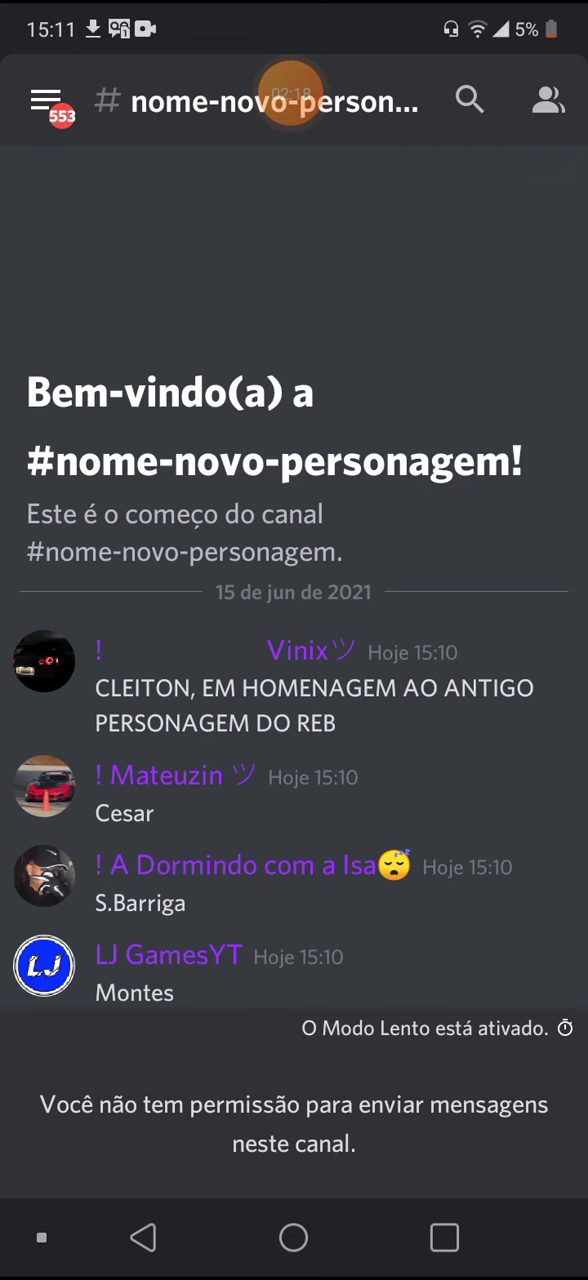 15:11 5%
553 # nome-novo-person...
02:18
Bem-vindo(a) a
#nome-novo-personagem!
Este é o começo do canal
#nome-novo-personagem.
15 de jun de 2021
! Vinixツ Hoje 15:10
CLEITON, EM HOMENAGEM AO ANTIGO
PERSONAGEM DO REB
! Mateuzin ツ Hoje 15:10
Cesar
! A Dormindo com a Isa😴 Hoje 15:10
S.Barriga
LJ LJ GamesYT Hoje 15:10
Montes
O Modo Lento está ativado.
Você não tem permissão para enviar mensagens
neste canal.